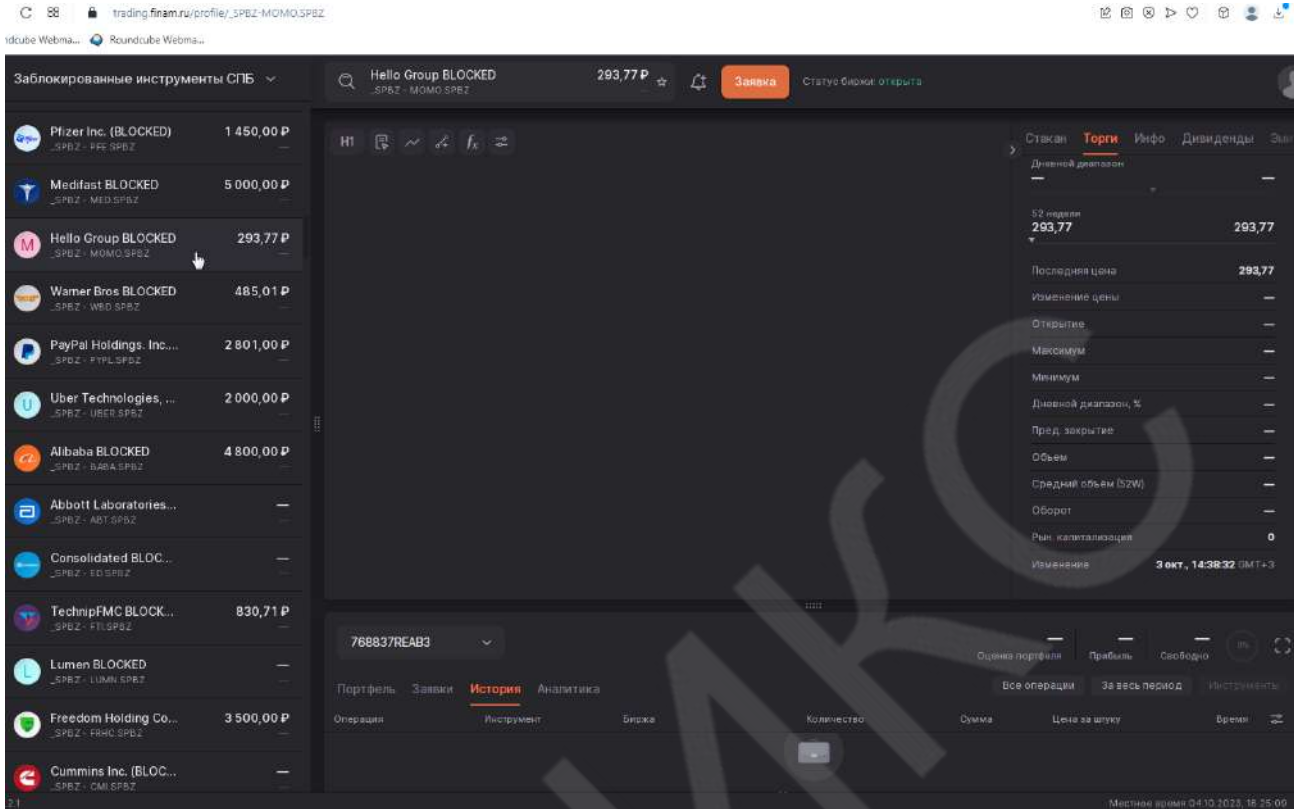 trading.finam.ru/profile/_SPBZ-MOMO.SPBZ
Roundcube Webma...
Заблокированные инструменты СПБ
Hello Group BLOCKED
_SPBZ - MOMO.SPBZ
293,77 ₽
Заявка
Статус биржи: открыта
Pfizer Inc. (BLOCKED) 1 450,00 ₽
_SPBZ - PFE.SPBZ —
Medifast BLOCKED 5 000,00 ₽
_SPBZ - MED.SPBZ —
Hello Group BLOCKED 293,77 ₽
_SPBZ - MOMO.SPBZ —
Warner Bros BLOCKED 485,01 ₽
_SPBZ - WBD.SPBZ —
PayPal Holdings. Inc.... 2 801,00 ₽
_SPBZ - PYPL.SPBZ —
Uber Technologies, ... 2 000,00 ₽
_SPBZ - UBER.SPBZ —
Alibaba BLOCKED 4 800,00 ₽
_SPBZ - BABA.SPBZ —
Abbott Laboratories... —
_SPBZ - ABT.SPBZ —
Consolidated BLOC... —
_SPBZ - ED.SPBZ —
TechnipFMC BLOCK... 830,71 ₽
_SPBZ - FTI.SPBZ —
Lumen BLOCKED —
_SPBZ - LUMN.SPBZ —
Freedom Holding Co... 3 500,00 ₽
_SPBZ - FRHC.SPBZ —
Cummins Inc. (BLOC... —
_SPBZ - CMI.SPBZ —
H1
Стакан Торги Инфо Дивиденды
Дневной диапазон
— —
52 недели
293,77 293,77
Последняя цена 293,77
Изменение цены —
Открытие —
Максимум —
Минимум —
Дневной диапазон, % —
Пред. закрытие —
Объем —
Средний объем (52W) —
Оборот —
Рын. капитализация 0
Изменение 3 окт., 14:38:32 GMT+3
768837REAB3
— — —
Оценка портфеля Прибыль Свободно
0%
Портфель Заявки История Аналитика
Все операции За весь период Инструменты
Операция Инструмент Биржа Количество Сумма Цена за штуку Время
Местное время 04.10.2023, 18:25:09
МКС